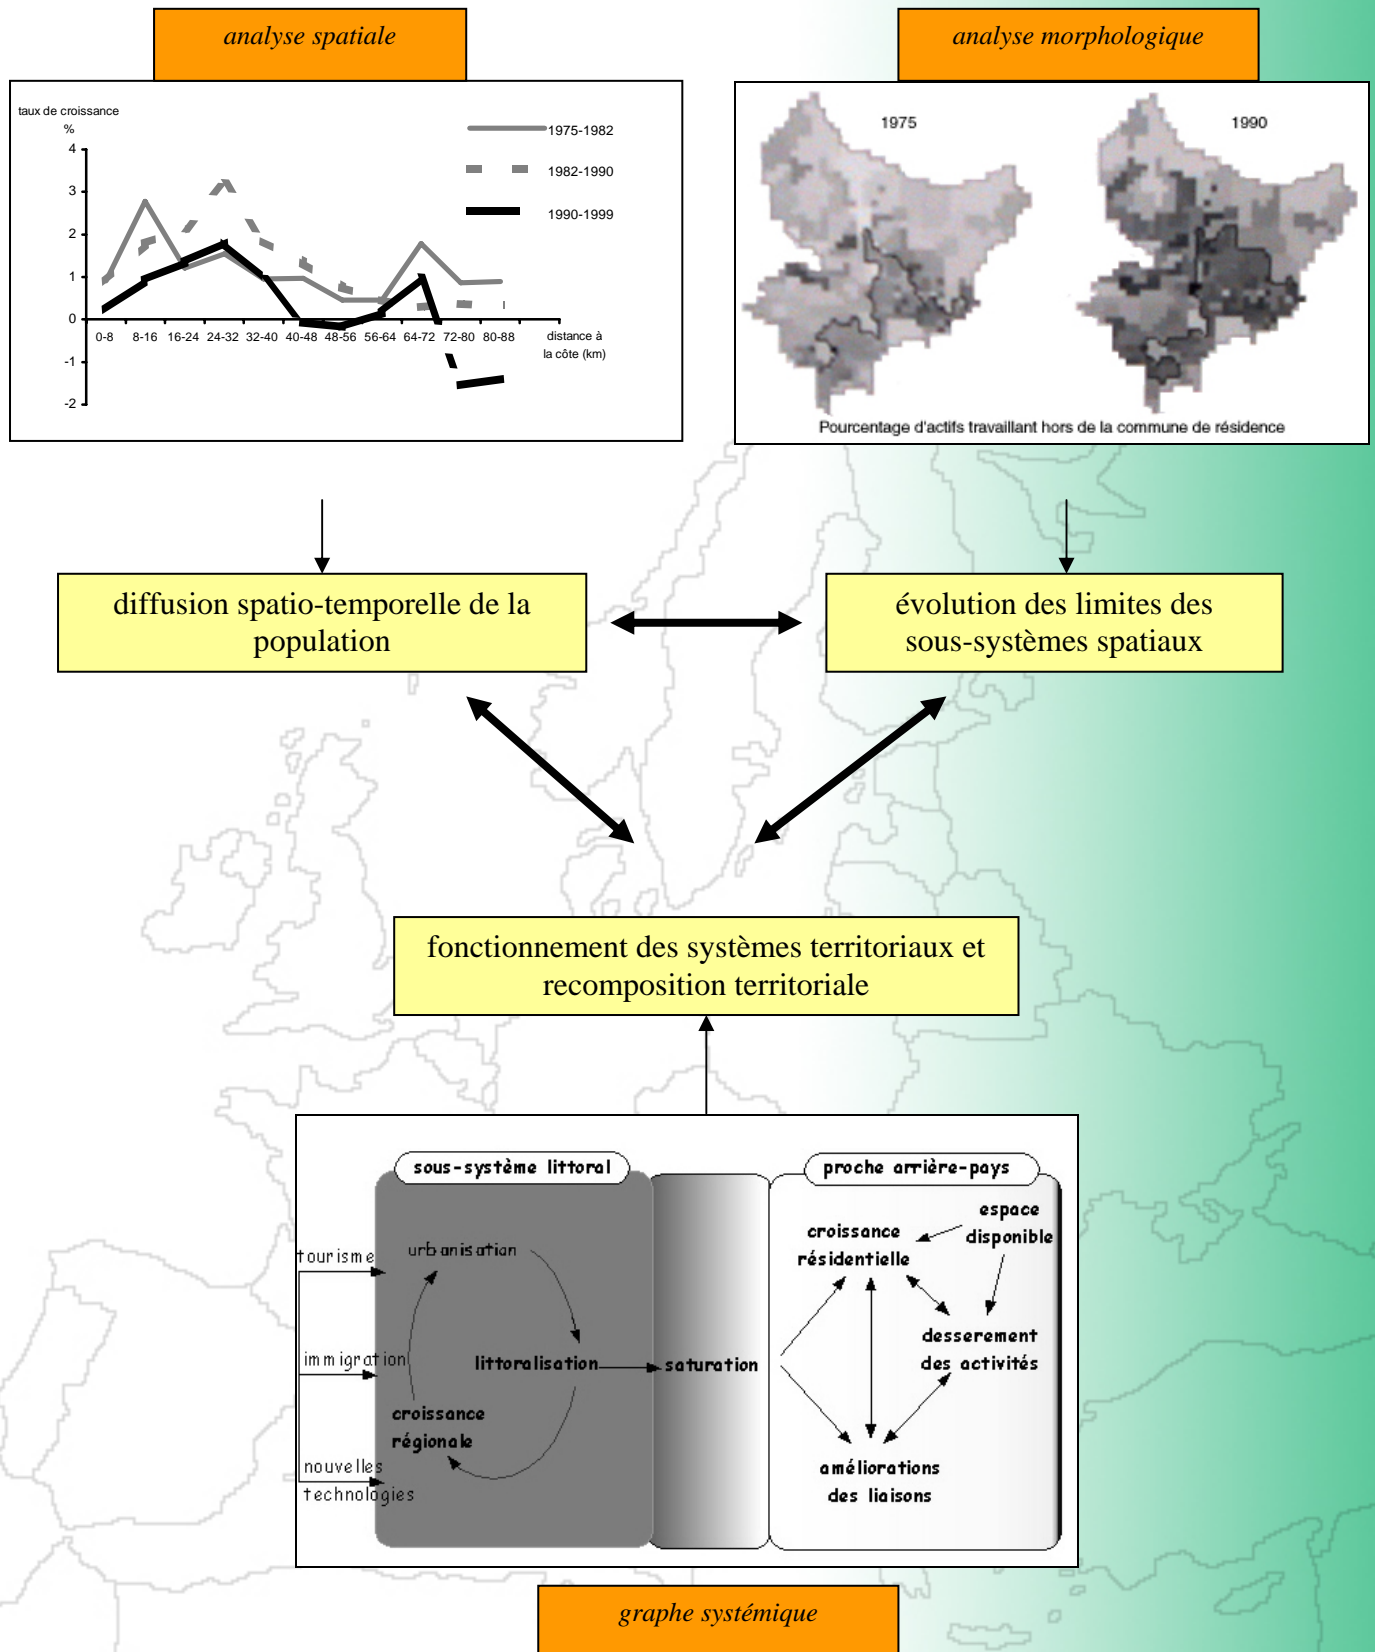 analyse spatiale
analyse morphologique
taux de croissance
%
4
3
2
1
0
-1
-2
1975-1982
1982-1990
1990-1999
0-8 8-16 16-24 24-32 32-40 40-48 48-56 56-64 64-72 72-80 80-88
distance à
la côte (km)
1975
1990
Pourcentage d'actifs travaillant hors de la commune de résidence
diffusion spatio-temporelle de la
population
évolution des limites des
sous-systèmes spatiaux
fonctionnement des systèmes territoriaux et
recomposition territoriale
sous-système littoral
proche arrière-pays
tourisme
immigration
nouvelles
technologies
urbanisation
littoralisation
croissance
régionale
saturation
croissance
résidentielle
espace
disponible
desserement
des activités
améliorations
des liaisons
graphe systémique